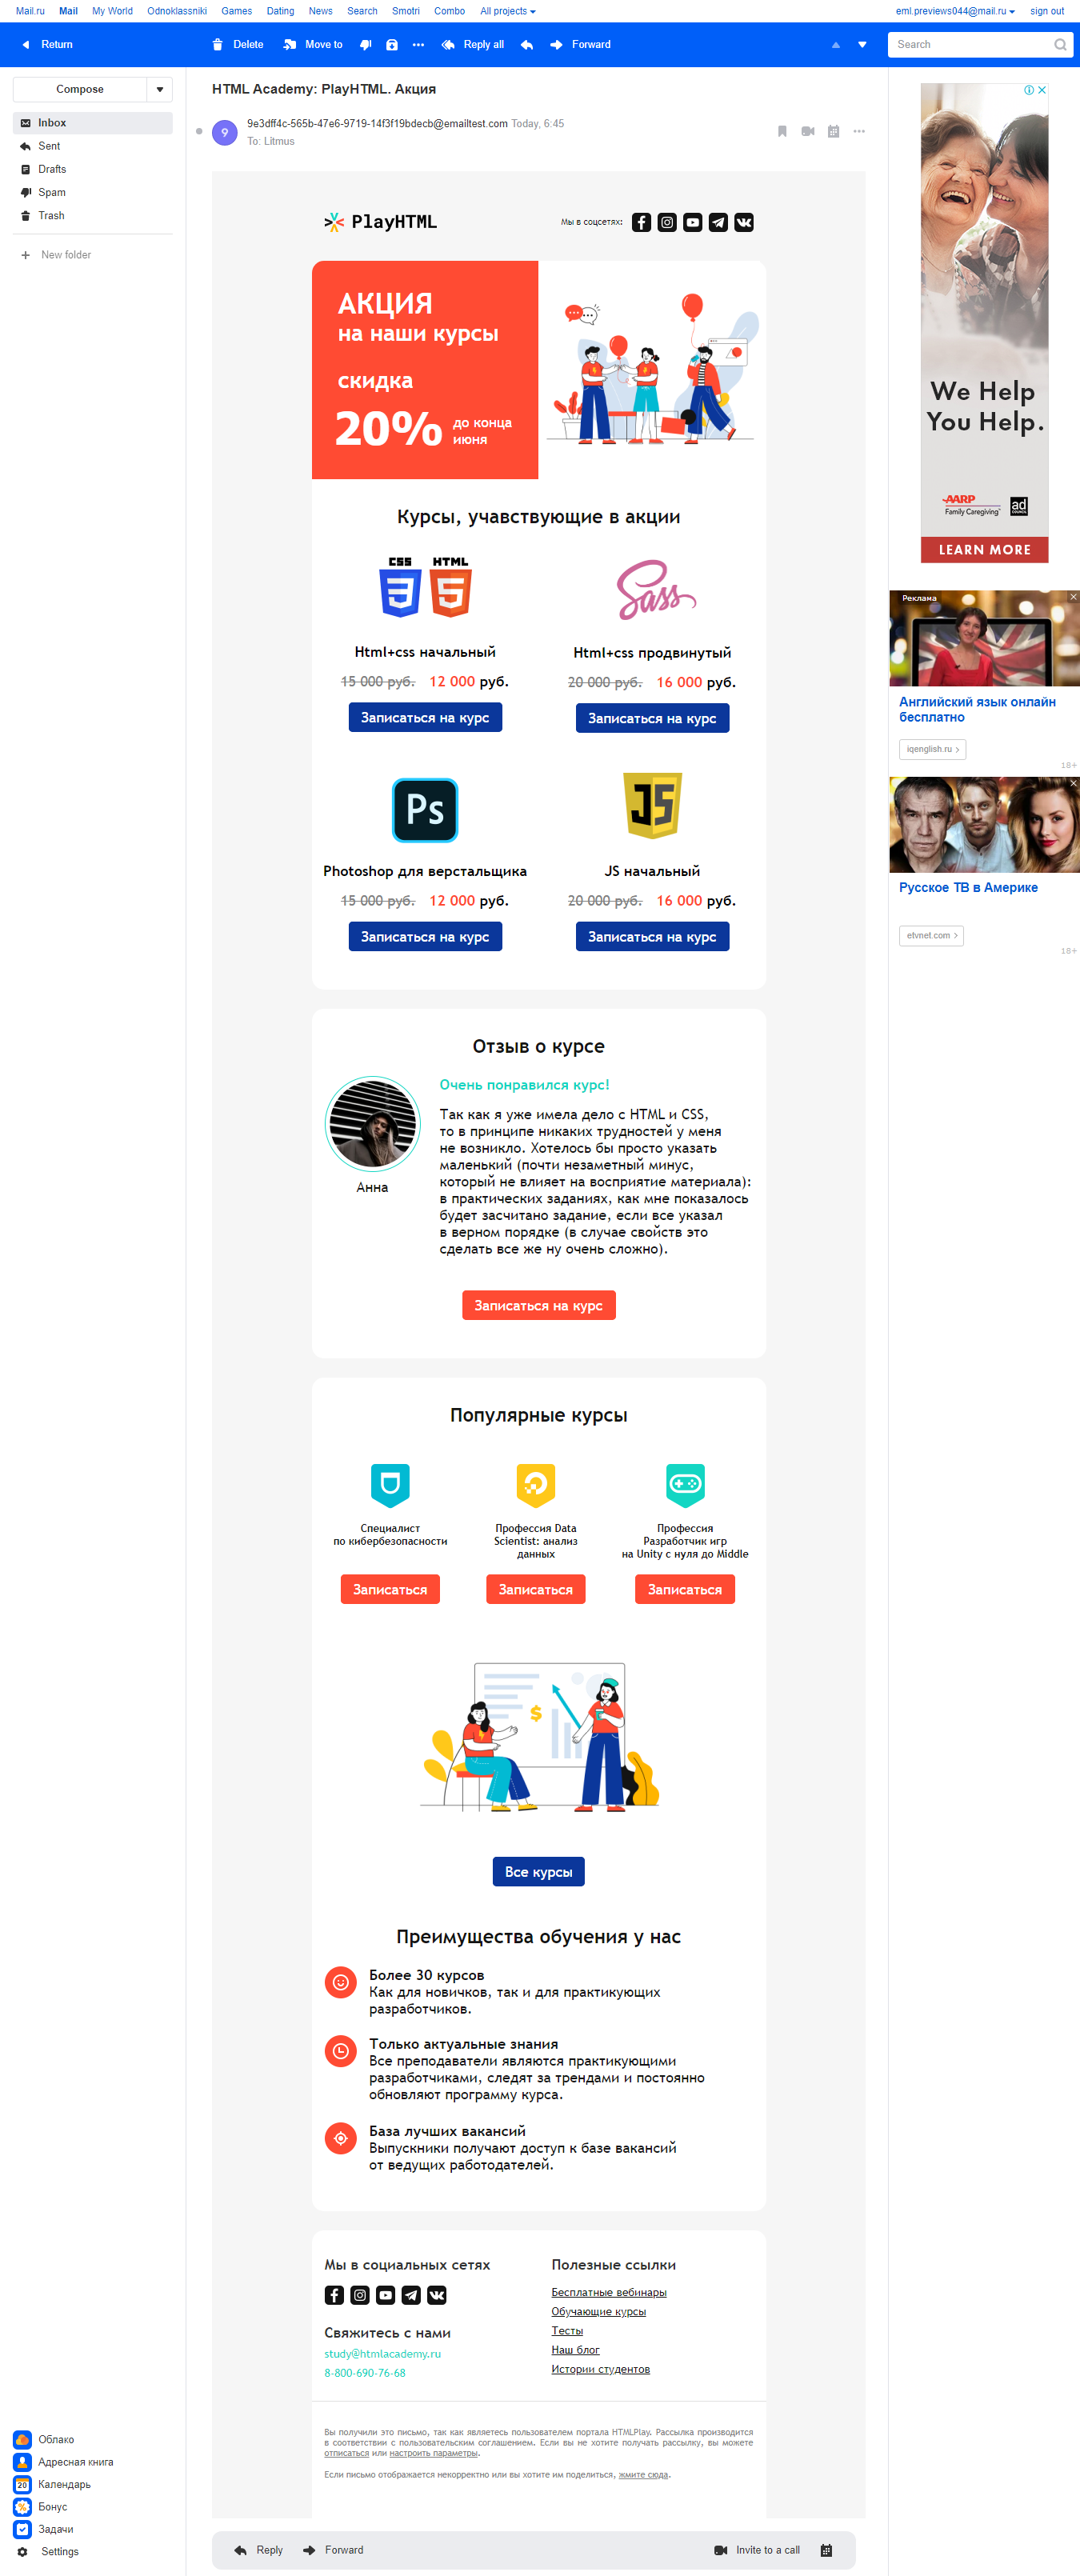 Mail.ru Mail My World Odnoklassniki Games Dating News Search Smotri Combo All projects
eml.previews044@mail.ru sign out
Return Delete Move to Reply all Forward Search
Compose
Inbox
Sent
Drafts
Spam
Trash
New folder
HTML Academy: PlayHTML. Акция
9
9e3dff4c-565b-47e6-9719-14f3f19bdecb@emailtest.com Today, 6:45
To: Litmus
PlayHTML
Мы в соцсетях:
АКЦИЯ
на наши курсы
скидка
20% до конца
июня
Курсы, учавствующие в акции
CSS HTML
3 5
Sass
Html+css начальный
15 000 руб. 12 000 руб.
Записаться на курс
Html+css продвинутый
20 000 руб. 16 000 руб.
Записаться на курс
Ps
JS
Photoshop для верстальщика
15 000 руб. 12 000 руб.
Записаться на курс
JS начальный
20 000 руб. 16 000 руб.
Записаться на курс
Отзыв о курсе
Анна
Очень понравился курс!
Так как я уже имела дело с HTML и CSS,
то в принципе никаких трудностей у меня
не возникло. Хотелось бы просто указать
маленький (почти незаметный минус,
который не влияет на восприятие материала):
в практических заданиях, как мне показалось
будет засчитано задание, если все указал
в верном порядке (в случае свойств это
сделать все же ну очень сложно).
Записаться на курс
Популярные курсы
Специалист
по кибербезопасности
Записаться
Профессия Data
Scientist: анализ
данных
Записаться
Профессия
Разработчик игр
на Unity с нуля до Middle
Записаться
$
Все курсы
Преимущества обучения у нас
Более 30 курсов
Как для новичков, так и для практикующих
разработчиков.
Только актуальные знания
Все преподаватели являются практикующими
разработчиками, следят за трендами и постоянно
обновляют программу курса.
База лучших вакансий
Выпускники получают доступ к базе вакансий
от ведущих работодателей.
Мы в социальных сетях
Свяжитесь с нами
study@htmlacademy.ru
8-800-690-76-68
Полезные ссылки
Бесплатные вебинары
Обучающие курсы
Тесты
Наш блог
Истории студентов
Вы получили это письмо, так как являетесь пользователем портала HTMLPlay. Рассылка производится
в соответствии с пользовательским соглашением. Если вы не хотите получать рассылку, вы можете
отписаться или настроить параметры.
Если письмо отображается некорректно или вы хотите им поделиться, жмите сюда.
Reply Forward Invite to a call
We Help
You Help.
AARP
Family Caregiving
ad
COUNCIL
LEARN MORE
Реклама
Английский язык онлайн
бесплатно
iqenglish.ru
18+
Русское ТВ в Америке
etvnet.com
18+
Облако
Адресная книга
20
Календарь
Бонус
Задачи
Settings